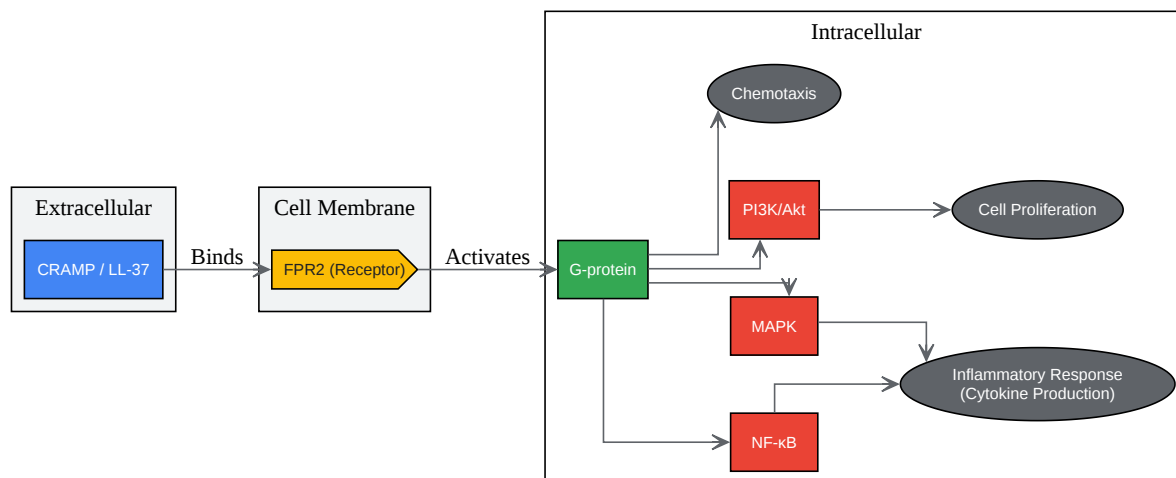 Intracellular
Chemotaxis
Extracellular
Cell Membrane
PI3K/Akt
Cell Proliferation
CRAMP / LL-37
Binds
FPR2 (Receptor)
Activates
G-protein
MAPK
Inflammatory Response
(Cytokine Production)
NF-κB